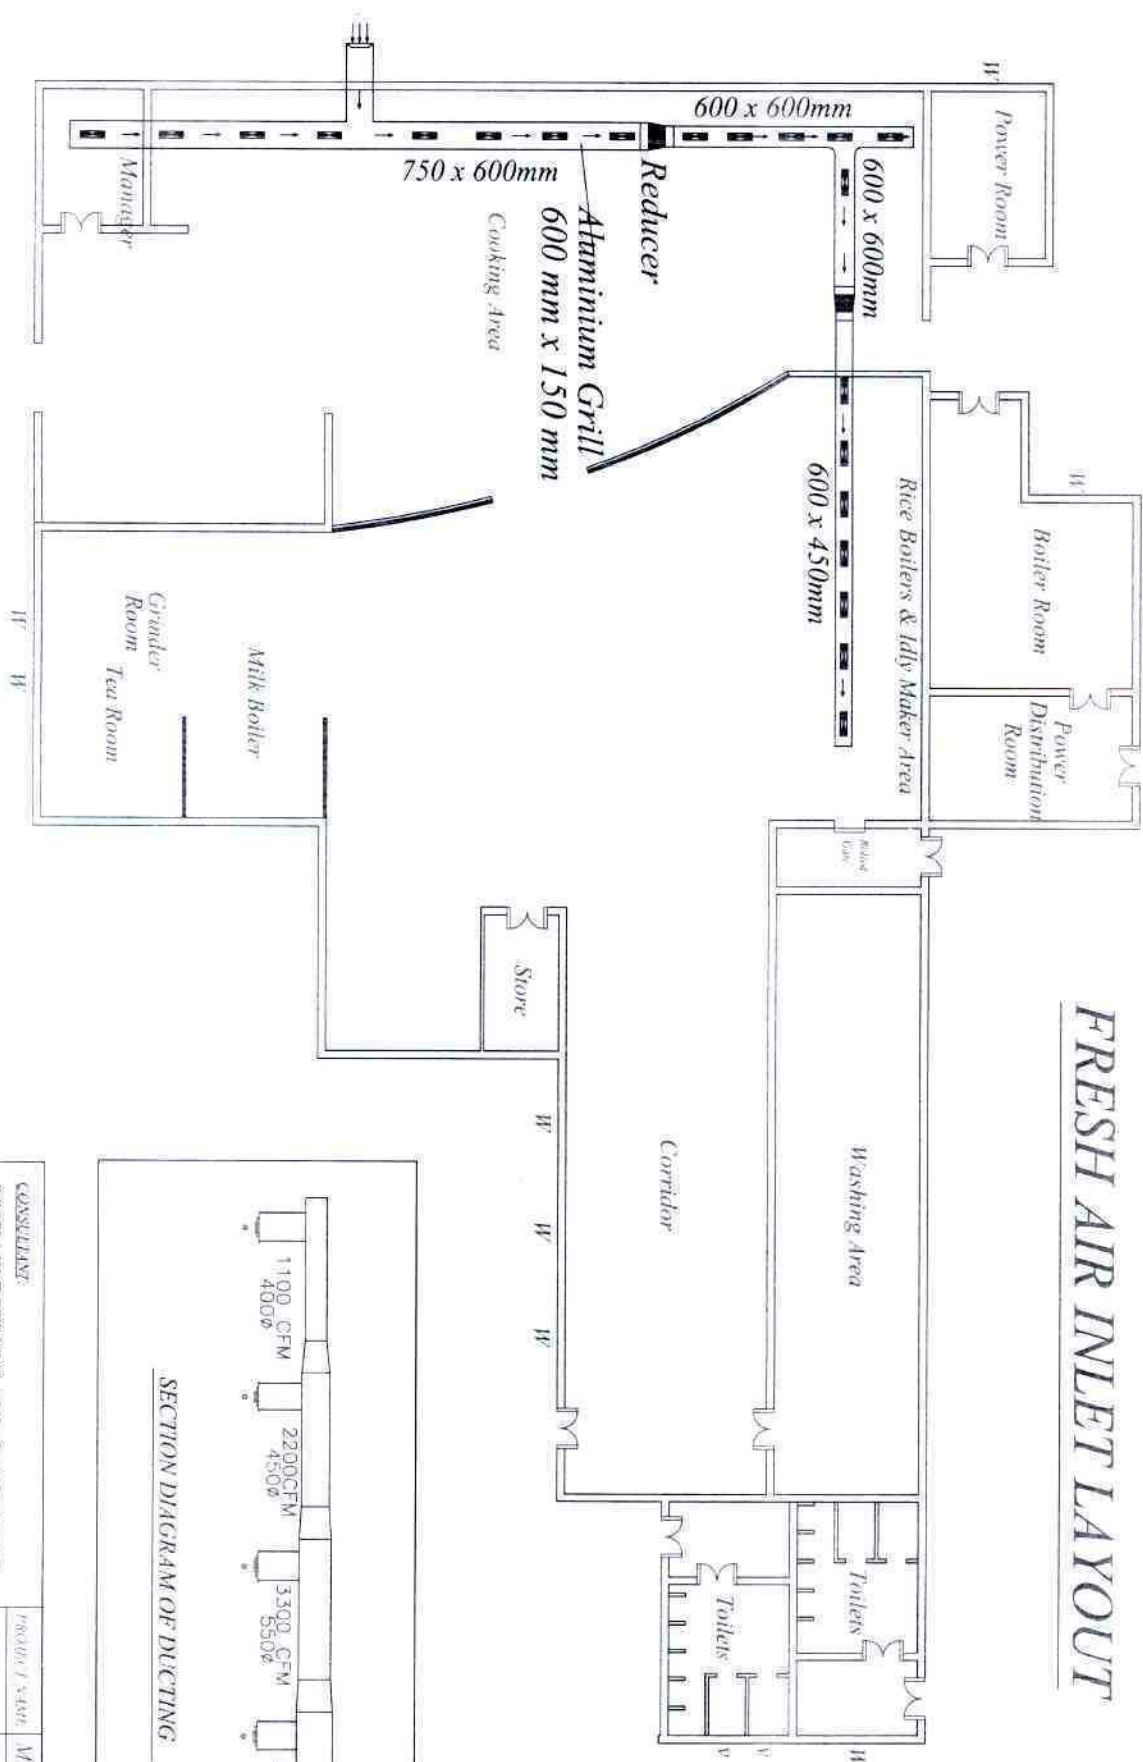 FRESH AIR INLET LAYOUT
W
Power Room
600 x 600mm
600 x 600mm
Reducer
750 x 600mm
Aluminium Grill
600 mm x 150 mm
Manager
Cooking Area
600 x 450mm
Rice Boilers & Idly Maker Area
W
Boiler Room
Power
Distribution
Room
Grinder
Room
Tea Room
Milk Boiler
W
W
Store
Washing Area
Corridor
W
W
W
Toilets
Toilets
W
V
V
1100 CFM
400Ø
2200CFM
450Ø
3300 CFM
550Ø
SECTION DIAGRAM OF DUCTING
CONSULTANT:
PROJECT NAME